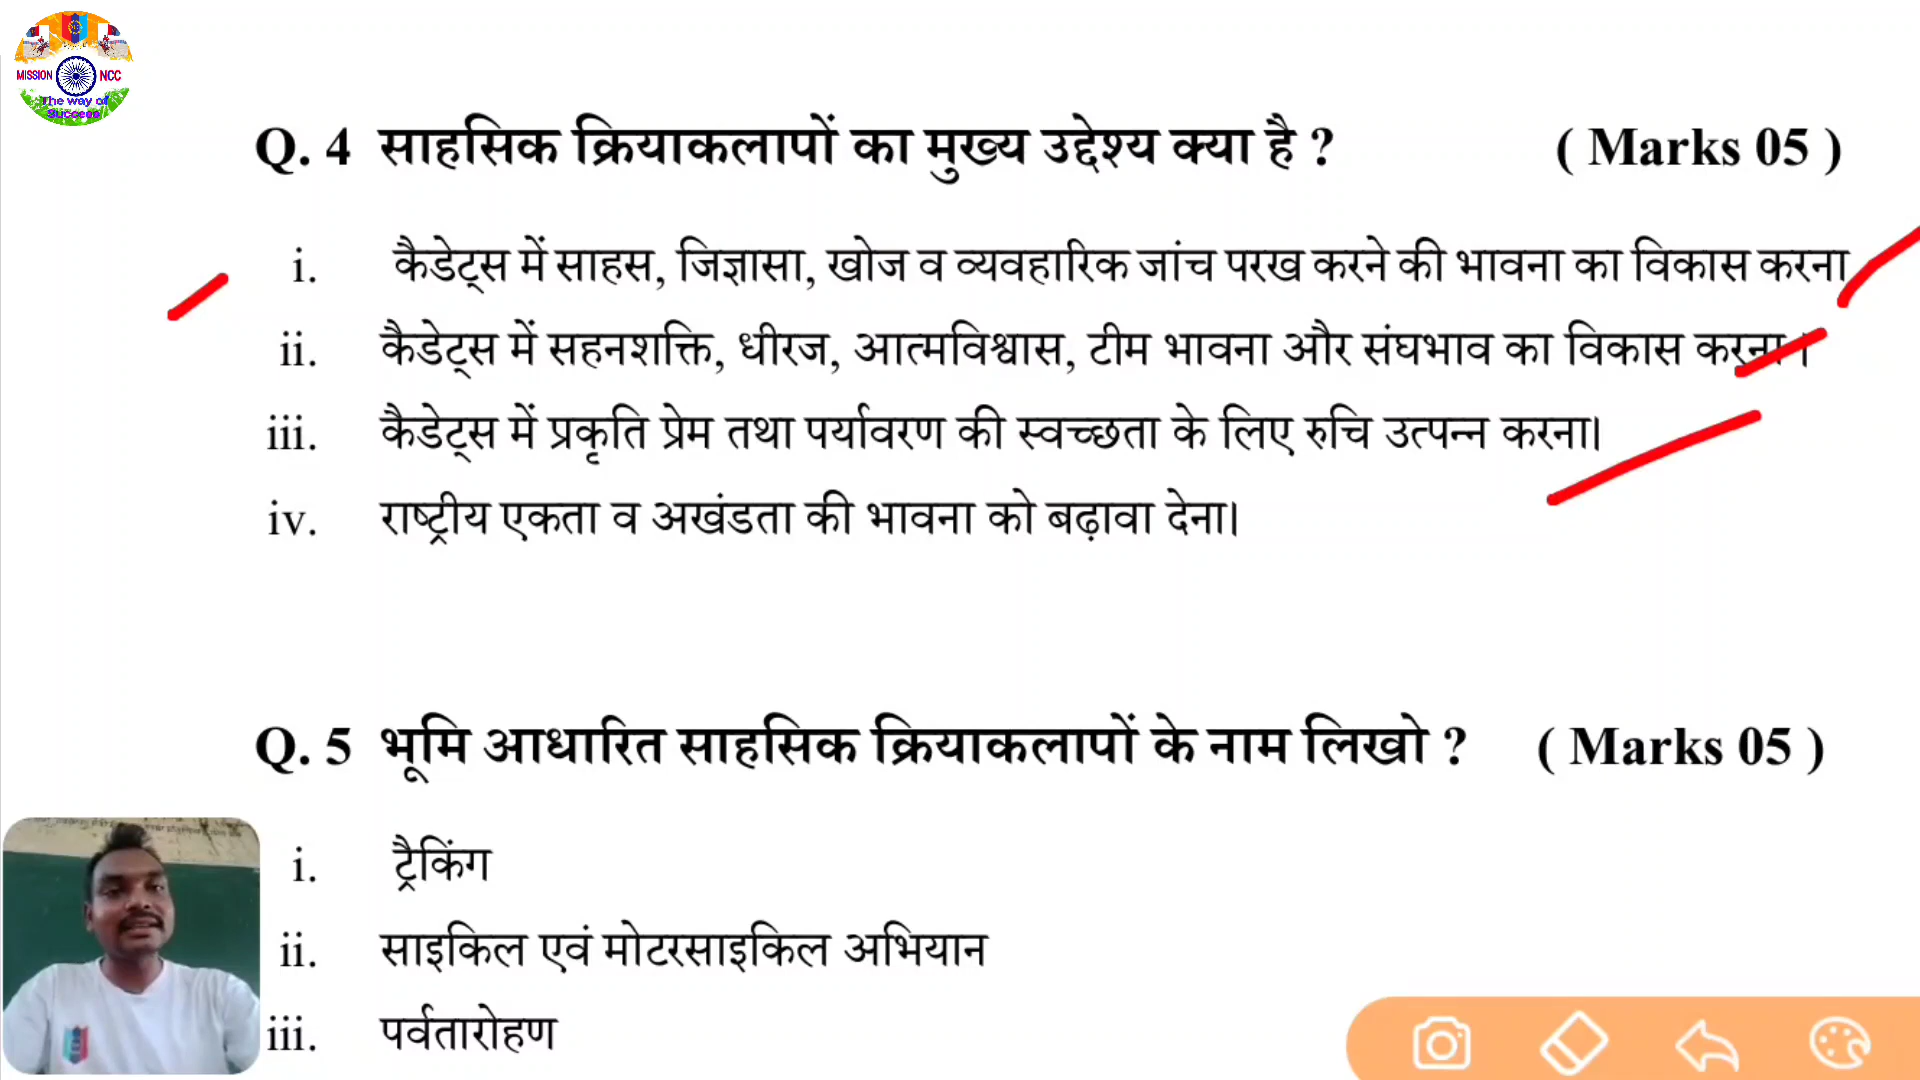 MISSION NCC
The way of
Success
Q. 4 साहसिक क्रियाकलापों का मुख्य उद्देश्य क्या है ? ( Marks 05 )
i. कैडेट्स में साहस, जिज्ञासा, खोज व व्यवहारिक जांच परख करने की भावना का विकास करना
ii. कैडेट्स में सहनशक्ति, धीरज, आत्मविश्वास, टीम भावना और संघभाव का विकास करना ।
iii. कैडेट्स में प्रकृति प्रेम तथा पर्यावरण की स्वच्छता के लिए रुचि उत्पन्न करना।
iv. राष्ट्रीय एकता व अखंडता की भावना को बढ़ावा देना।
Q. 5 भूमि आधारित साहसिक क्रियाकलापों के नाम लिखो ? ( Marks 05 )
i. ट्रैकिंग
ii. साइकिल एवं मोटरसाइकिल अभियान
iii. पर्वतारोहण